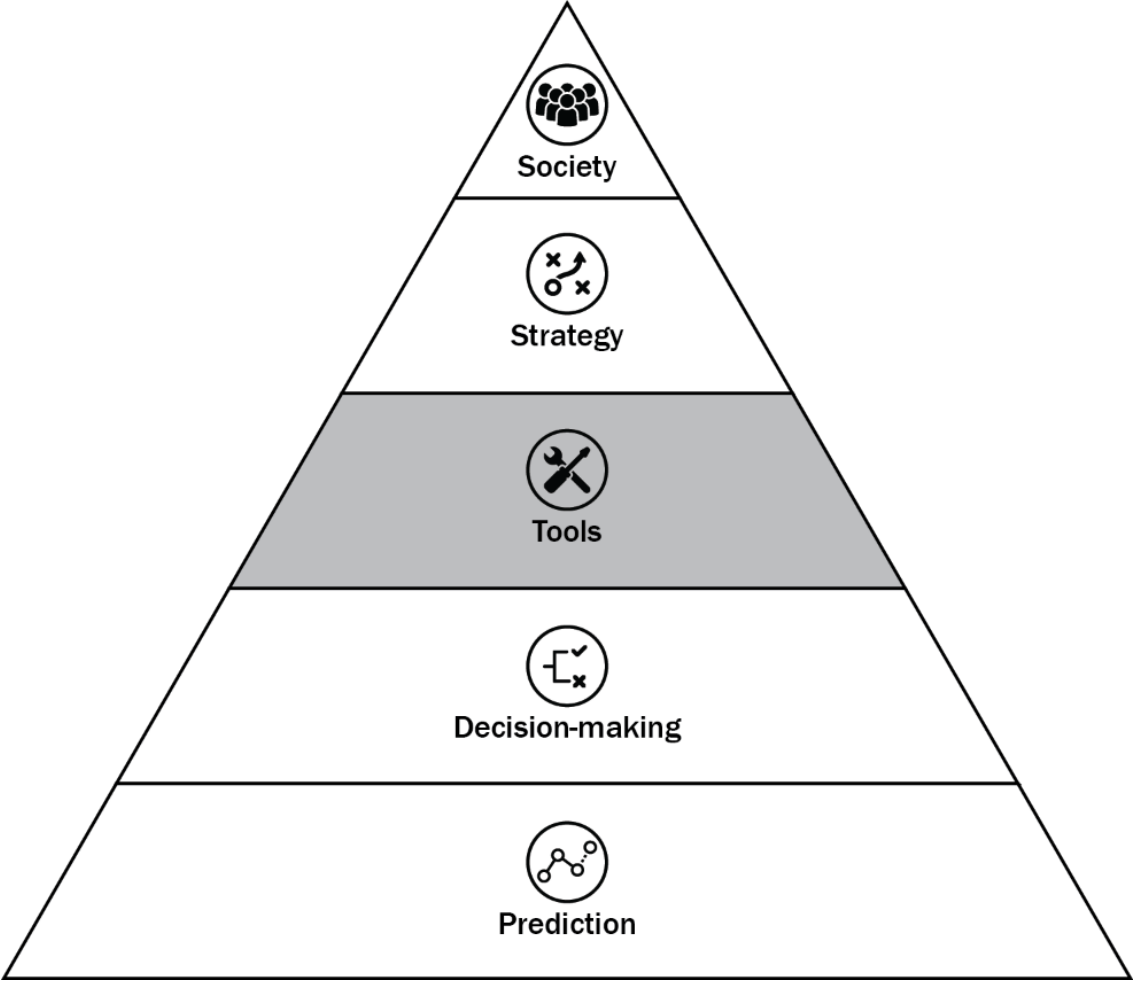 Society
Strategy
Tools
Decision-making
Prediction